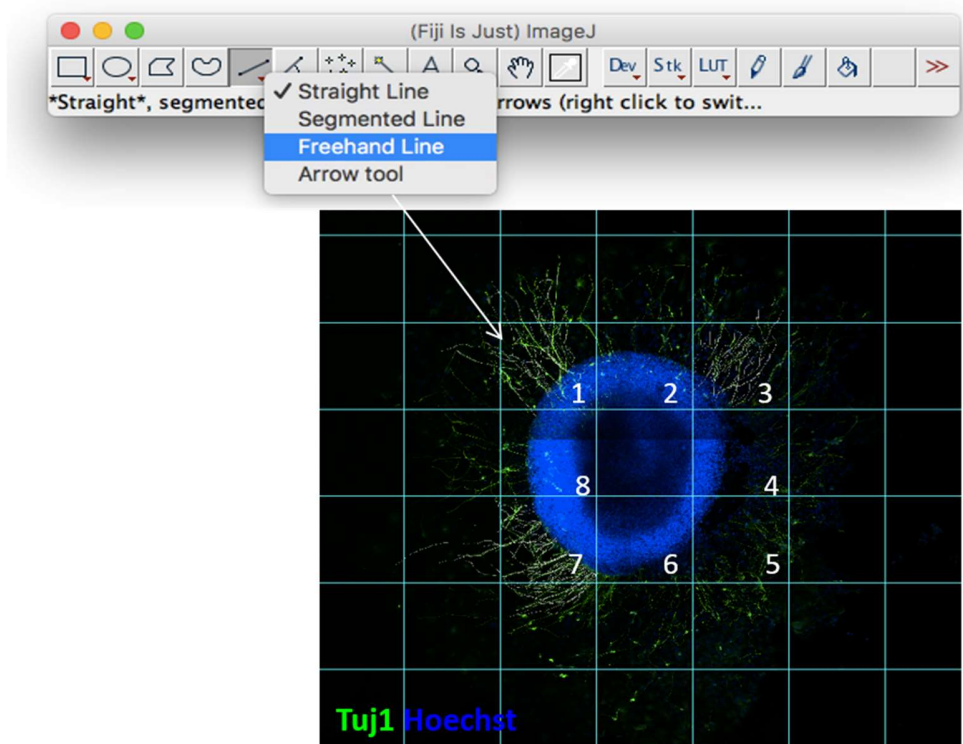 (Fiji Is Just) ImageJ
A Dev Stk LUT >>
*Straight*, segmented rrows (right click to swit...
✓ Straight Line
Segmented Line
Freehand Line
Arrow tool
1 2 3
8 4
7 6 5
Tuj1 Hoechst